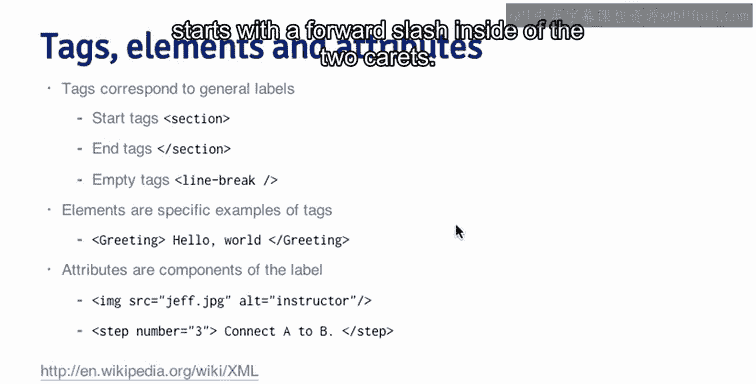 starts with a forward slash inside of the
two carets.
Tags, elements and attributes
· Tags correspond to general labels
- Start tags <section>
- End tags </section>
- Empty tags <line-break />
· Elements are specific examples of tags
- <Greeting> Hello, world </Greeting>
· Attributes are components of the label
- <img src="jeff.jpg" alt="instructor"/>
- <step number="3"> Connect A to B. </step>
http://en.wikipedia.org/wiki/XML